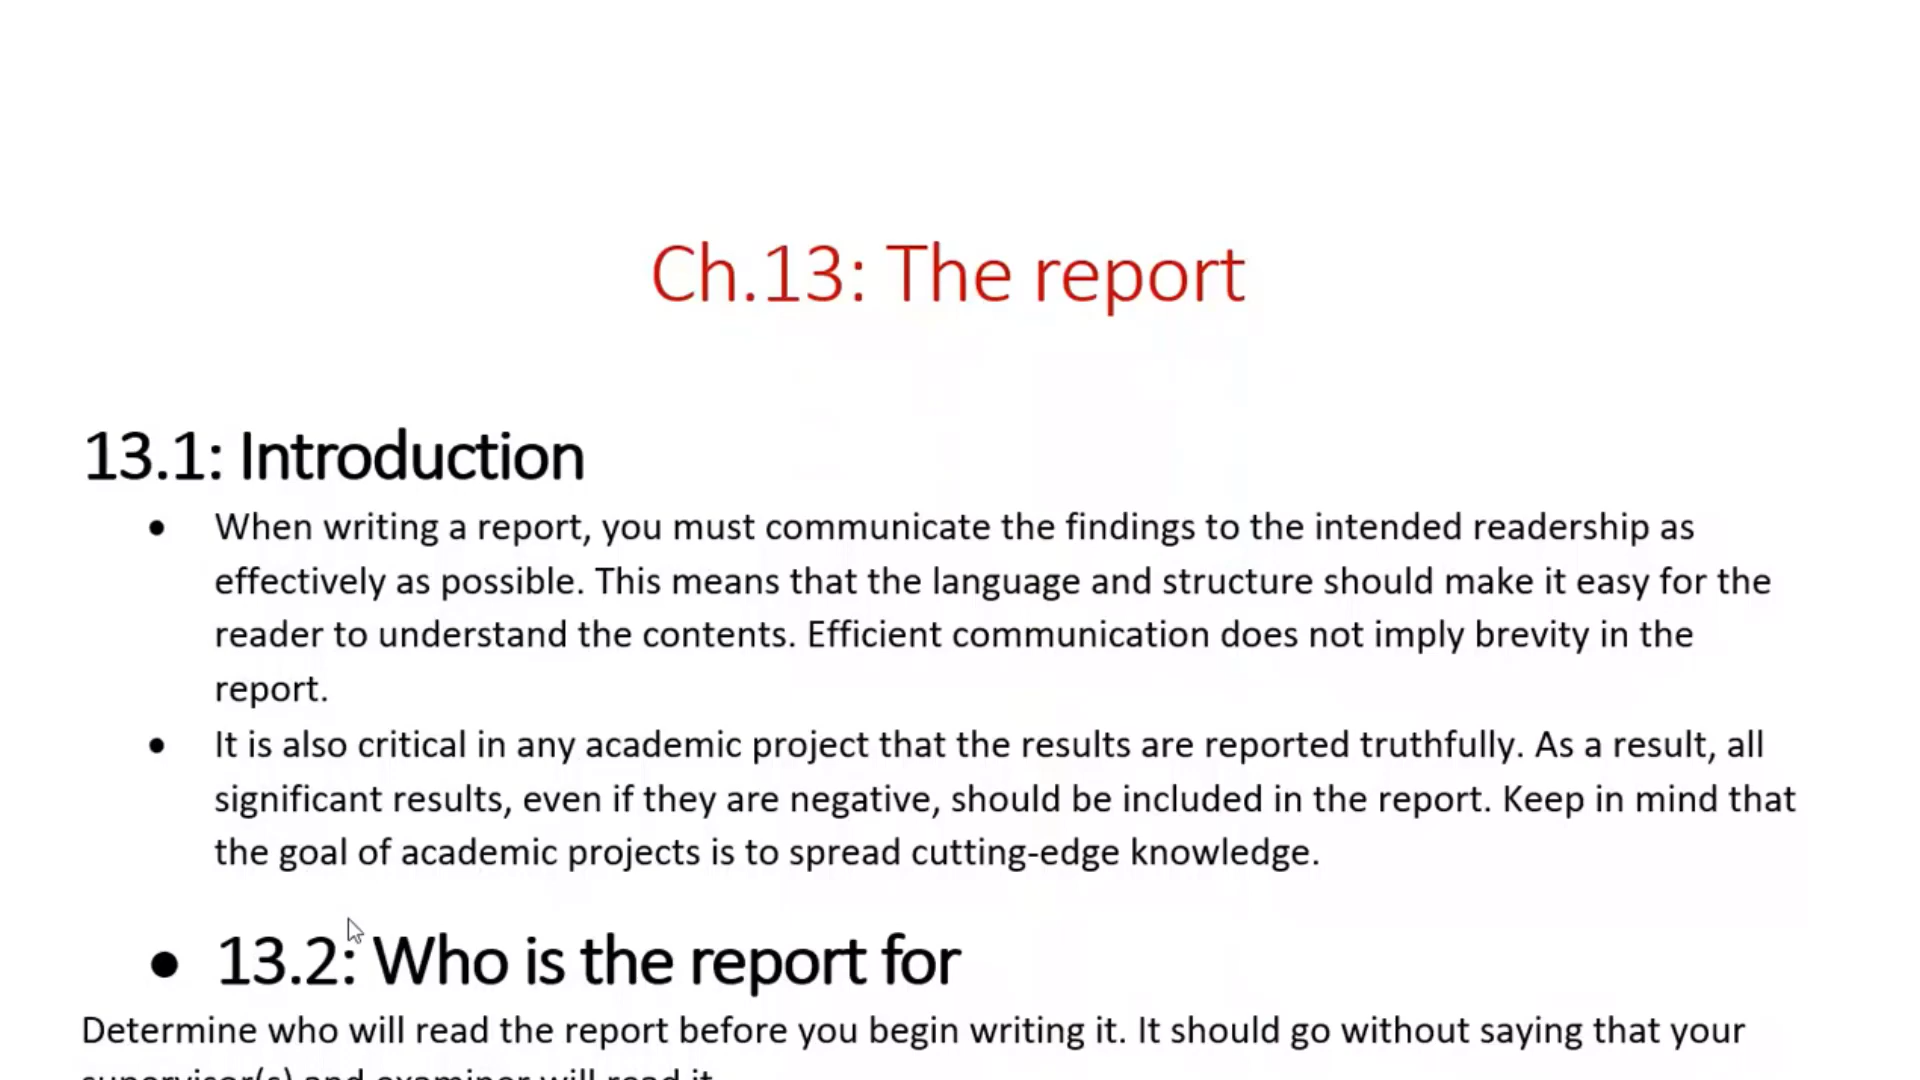 Ch.13: The report
13.1: Introduction
• When writing a report, you must communicate the findings to the intended readership as
effectively as possible. This means that the language and structure should make it easy for the
reader to understand the contents. Efficient communication does not imply brevity in the
report.
• It is also critical in any academic project that the results are reported truthfully. As a result, all
significant results, even if they are negative, should be included in the report. Keep in mind that
the goal of academic projects is to spread cutting-edge knowledge.
• 13.2: Who is the report for
Determine who will read the report before you begin writing it. It should go without saying that your
supervisor(s) and examiner will read it